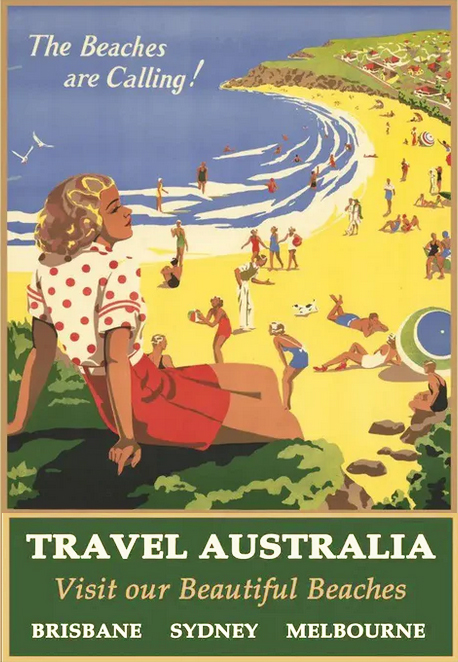 The Beaches
are Calling!
TRAVEL AUSTRALIA
Visit our Beautiful Beaches
BRISBANE SYDNEY MELBOURNE